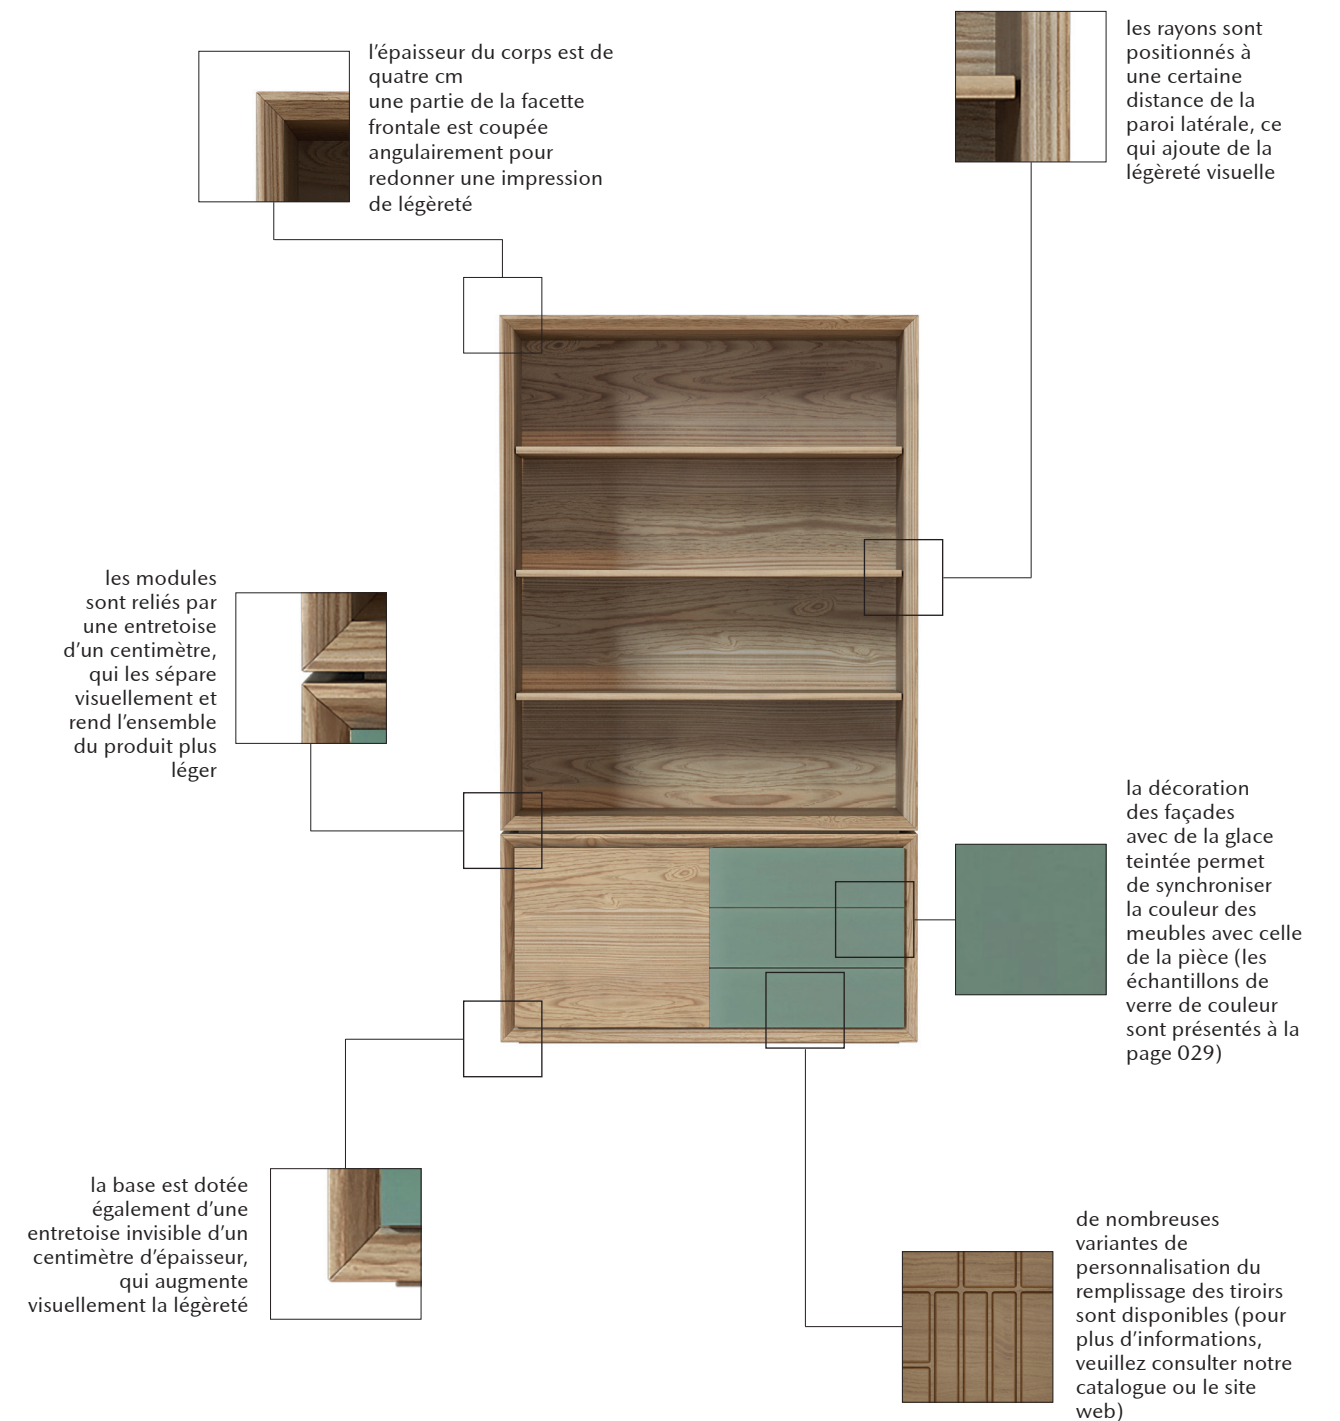 l’épaisseur du corps est de
quatre cm
une partie de la facette
frontale est coupée
angulairement pour
redonner une impression
de légèreté
les rayons sont
positionnés à
une certaine
distance de la
paroi latérale, ce
qui ajoute de la
légèreté visuelle
les modules
sont reliés par
une entretoise
d’un centimètre,
qui les sépare
visuellement et
rend l’ensemble
du produit plus
léger
la décoration
des façades
avec de la glace
teintée permet
de synchroniser
la couleur des
meubles avec celle
de la pièce (les
échantillons de
verre de couleur
sont présentés à la
page 029)
la base est dotée
également d’une
entretoise invisible d’un
centimètre d’épaisseur,
qui augmente
visuellement la légèreté
de nombreuses
variantes de
personnalisation du
remplissage des tiroirs
sont disponibles (pour
plus d’informations,
veuillez consulter notre
catalogue ou le site
web)